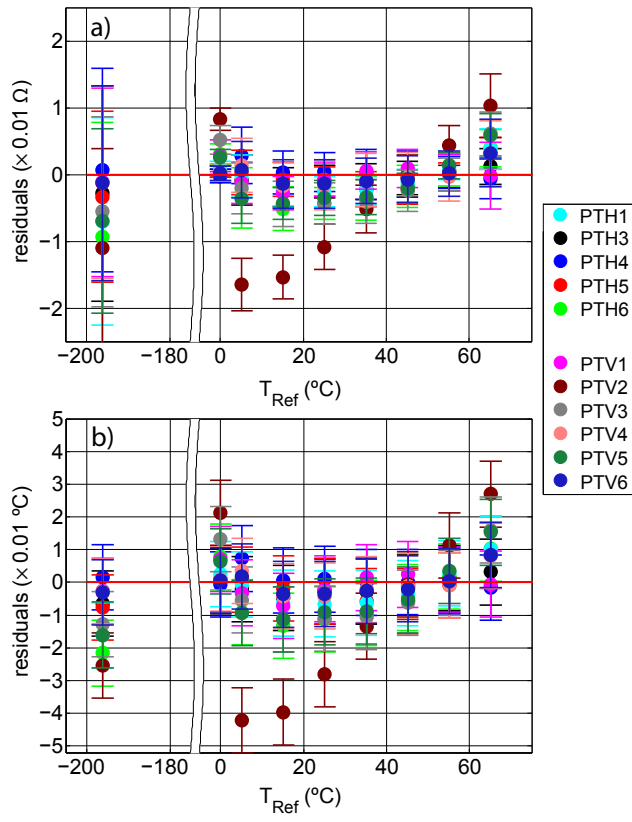 a)
residuals (× 0.01 Ω)
2
1
0
−1
−2
−200 −180 0 20 40 60
T_Ref (ºC)
PTH1
PTH3
PTH4
PTH5
PTH6
PTV1
PTV2
PTV3
PTV4
PTV5
PTV6
b)
residuals (× 0.01 ºC)
5
4
3
2
1
0
−1
−2
−3
−4
−5
−200 −180 0 20 40 60
T_Ref (ºC)